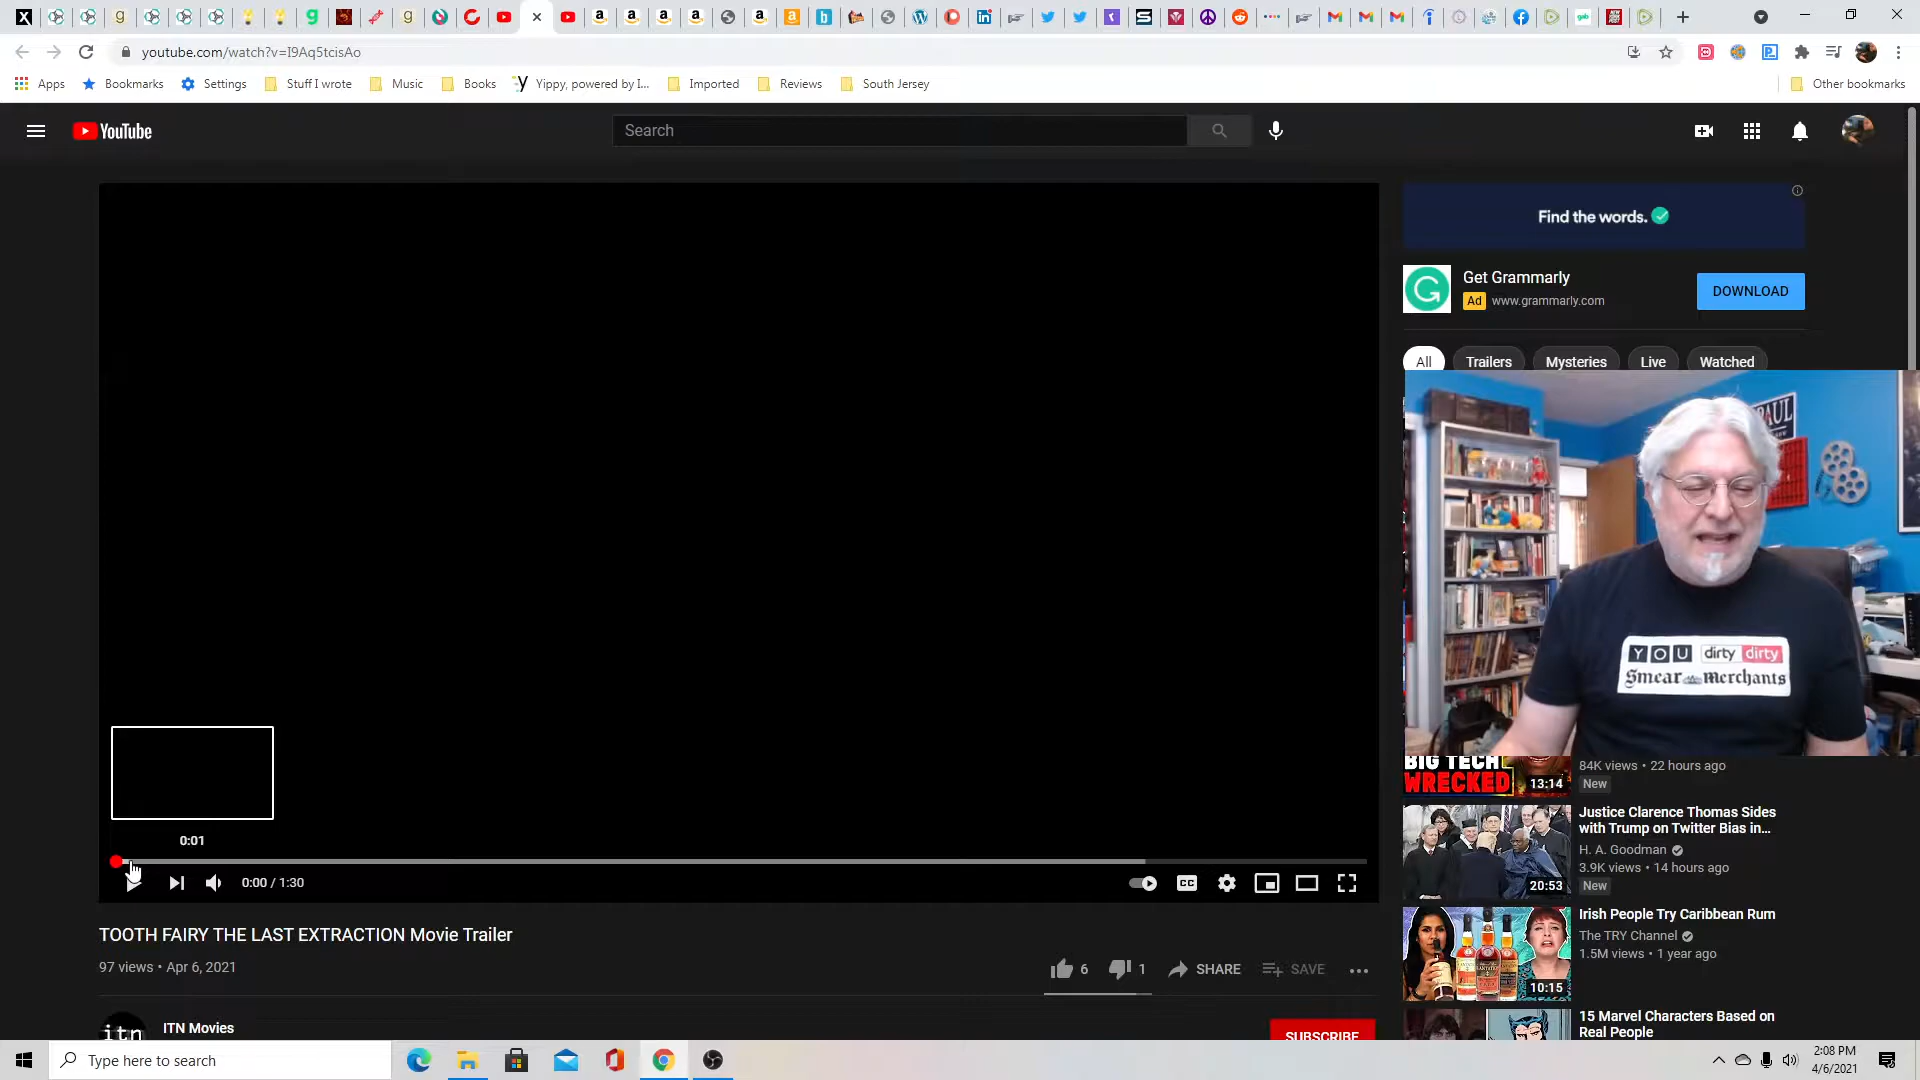 youtube.com/watch?v=I9Aq5tcisAo
Apps
Bookmarks
Settings
Stuff I wrote
Music
Books
Yippy, powered by I...
Imported
Reviews
South Jersey
Other bookmarks
YouTube
Search
Find the words.
Get Grammarly
Ad www.grammarly.com
DOWNLOAD
All
Trailers
Mysteries
Live
Watched
YOU dirty dirty
Smear Merchants
BIG TECH
WRECKED
13:14
84K views • 22 hours ago
New
Justice Clarence Thomas Sides
with Trump on Twitter Bias in...
H. A. Goodman
3.9K views • 14 hours ago
New
20:53
Irish People Try Caribbean Rum
The TRY Channel
1.5M views • 1 year ago
10:15
15 Marvel Characters Based on
Real People
0:01
0:00 / 1:30
CC
TOOTH FAIRY THE LAST EXTRACTION Movie Trailer
97 views • Apr 6, 2021
6
1
SHARE
SAVE
itn
ITN Movies
SUBSCRIBE
Type here to search
2:08 PM
4/6/2021